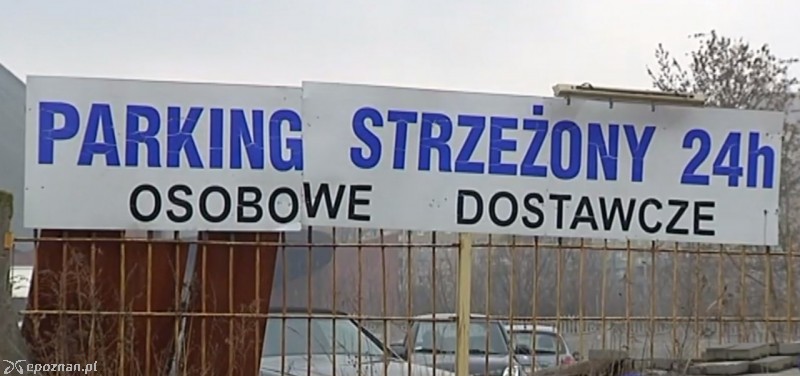 PARKING STRZEŻONY 24h
OSOBOWE DOSTAWCZE
epoznan.pl